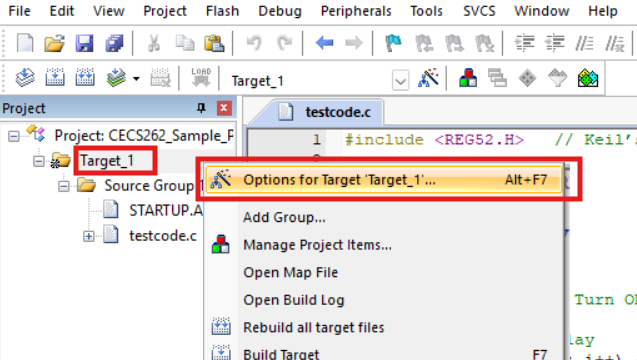 File Edit View Project Flash Debug Peripherals Tools SVCS Window Help
LOAD
Target_1
Project
testcode.c
Project: CECS262_Sample_P
1 #include <REG52.H> // Keil's
Target_1
Options for Target 'Target_1'... Alt+F7
Source Group
STARTUP.A
Add Group...
testcode.c
Manage Project Items...
Open Map File
Open Build Log
Turn O
Rebuild all target files
lay
Build Target F7
i++)